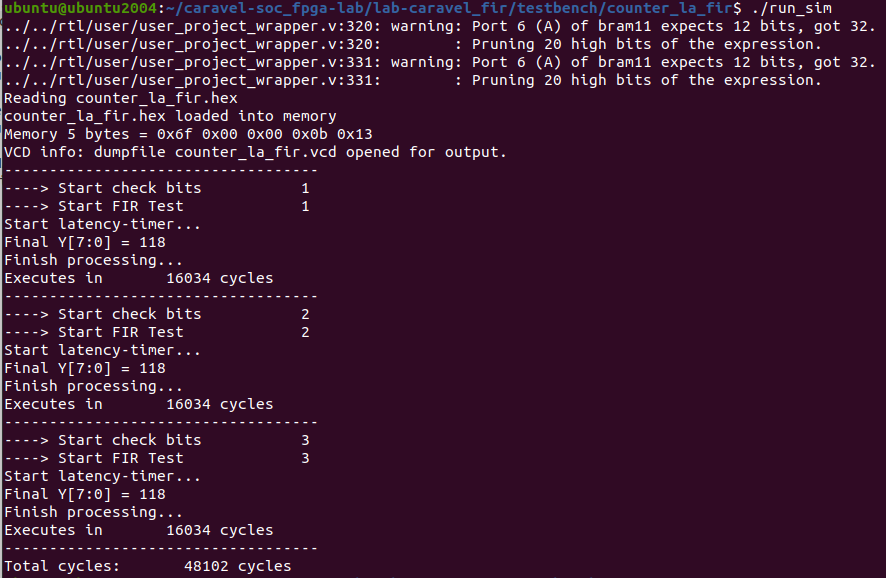 ubuntu@ubuntu2004:~/caravel-soc_fpga-lab/lab-caravel_fir/testbench/counter_la_fir$ ./run_sim
../../rtl/user/user_project_wrapper.v:320: warning: Port 6 (A) of bram11 expects 12 bits, got 32.
../../rtl/user/user_project_wrapper.v:320:        : Pruning 20 high bits of the expression.
../../rtl/user/user_project_wrapper.v:331: warning: Port 6 (A) of bram11 expects 12 bits, got 32.
../../rtl/user/user_project_wrapper.v:331:        : Pruning 20 high bits of the expression.
Reading counter_la_fir.hex
counter_la_fir.hex loaded into memory
Memory 5 bytes = 0x6f 0x00 0x00 0x0b 0x13
VCD info: dumpfile counter_la_fir.vcd opened for output.
-----------------------------------
----> Start check bits           1
----> Start FIR Test             1
Start latency-timer...
Final Y[7:0] = 118
Finish processing...
Executes in       16034 cycles
-----------------------------------
----> Start check bits           2
----> Start FIR Test             2
Start latency-timer...
Final Y[7:0] = 118
Finish processing...
Executes in       16034 cycles
-----------------------------------
----> Start check bits           3
----> Start FIR Test             3
Start latency-timer...
Final Y[7:0] = 118
Finish processing...
Executes in       16034 cycles
-----------------------------------
Total cycles:       48102 cycles